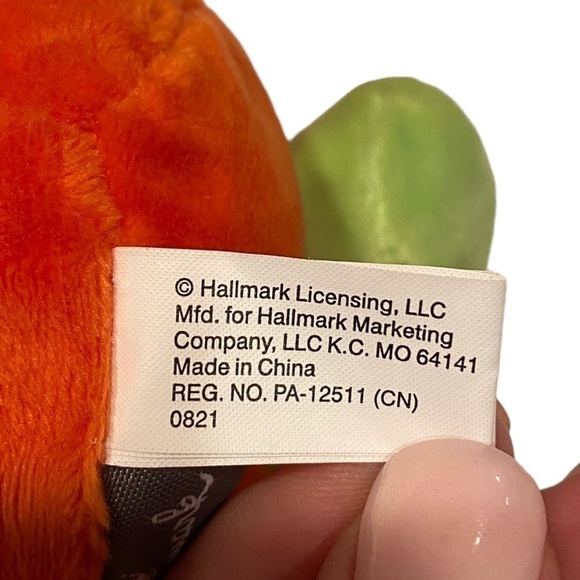 © Hallmark Licensing, LLC
Mfd. for Hallmark Marketing
Company, LLC K.C. MO 64141
Made in China
REG. NO. PA-12511 (CN)
0821